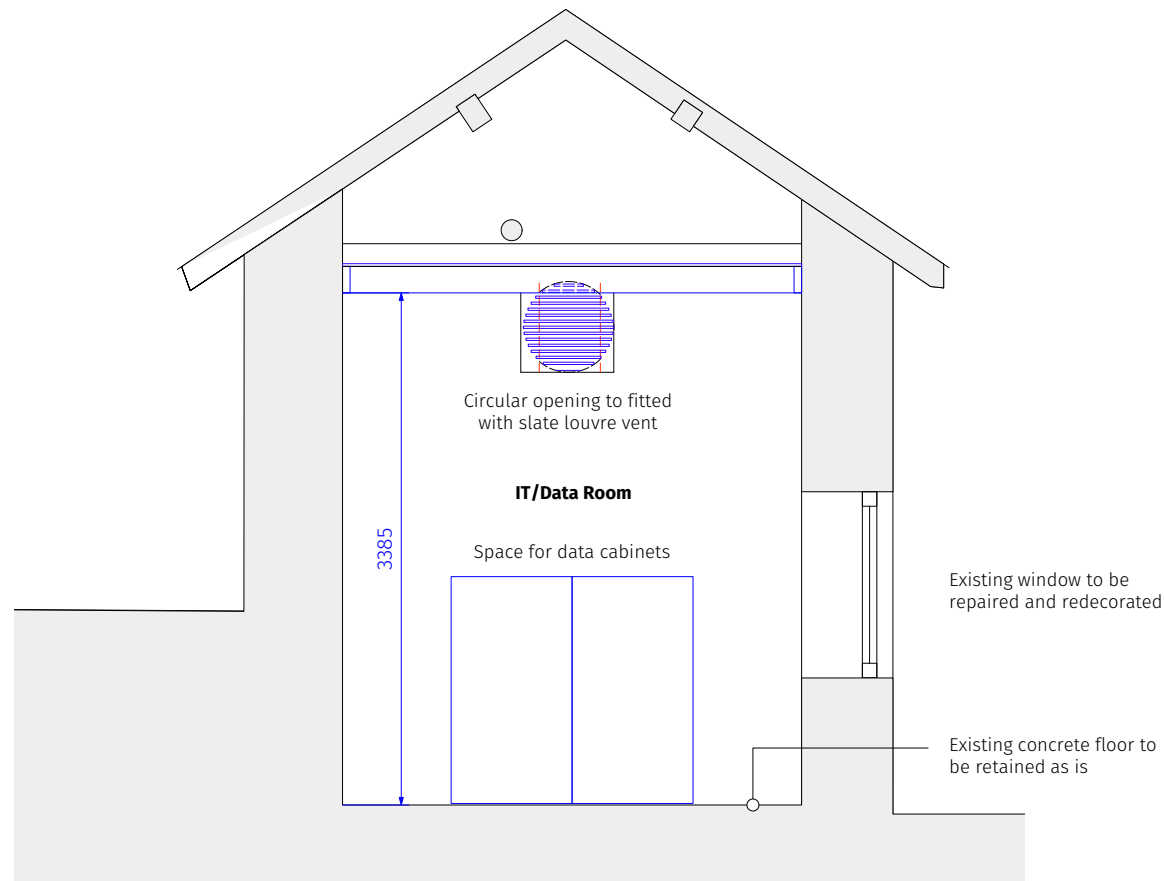 Circular opening to fitted
with slate louvre vent
IT/Data Room
3385
Space for data cabinets
Existing window to be
repaired and redecorated
Existing concrete floor to
be retained as is